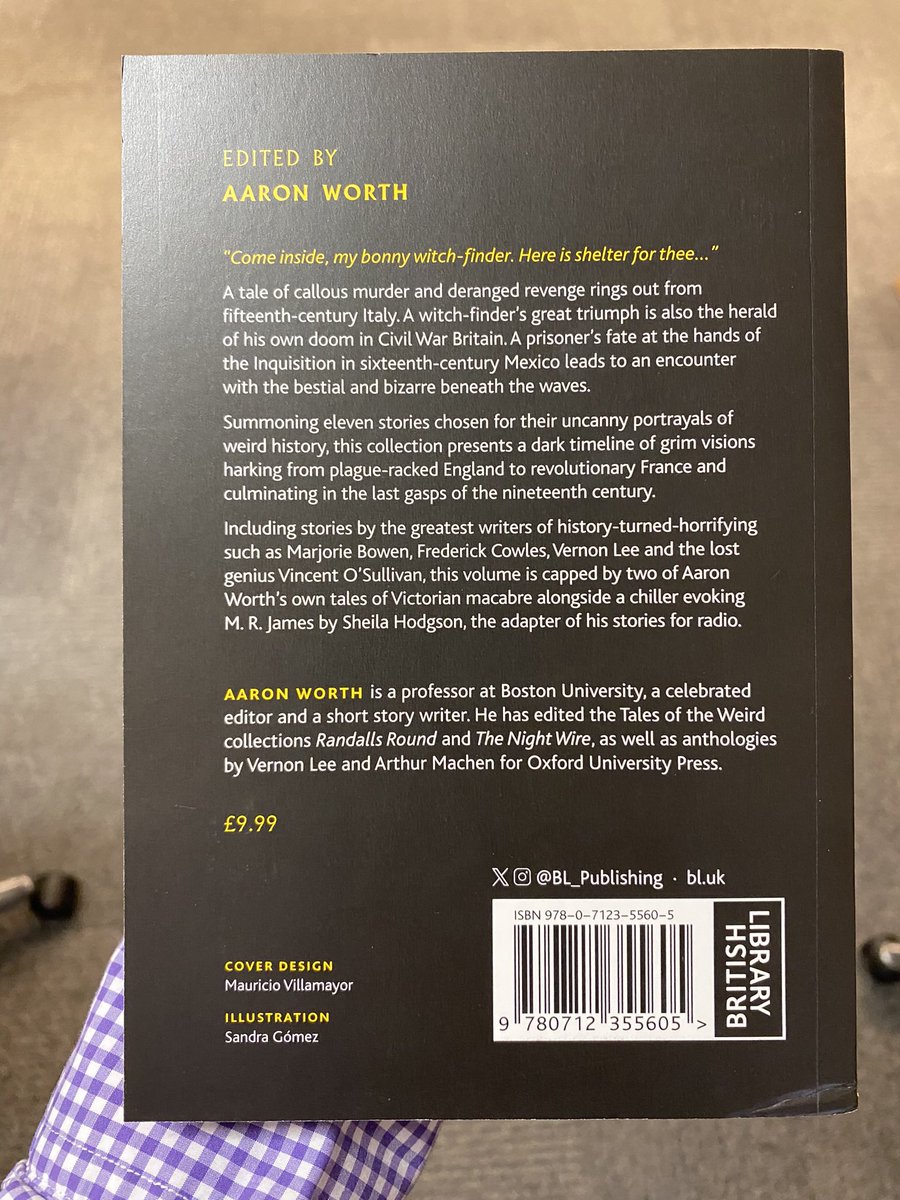 EDITED BY
AARON WORTH
"Come inside, my bonny witch-finder. Here is shelter for thee..."
A tale of callous murder and deranged revenge rings out from
fifteenth-century Italy. A witch-finder's great triumph is also the herald
of his own doom in Civil War Britain. A prisoner's fate at the hands of
the Inquisition in sixteenth-century Mexico leads to an encounter
with the bestial and bizarre beneath the waves.
Summoning eleven stories chosen for their uncanny portrayals of
weird history, this collection presents a dark timeline of grim visions
harking from plague-racked England to revolutionary France and
culminating in the last gasps of the nineteenth century.
Including stories by the greatest writers of history-turned-horrifying
such as Marjorie Bowen, Frederick Cowles, Vernon Lee and the lost
genius Vincent O'Sullivan, this volume is capped by two of Aaron
Worth's own tales of Victorian macabre alongside a chiller evoking
M. R. James by Sheila Hodgson, the adapter of his stories for radio.
AARON WORTH is a professor at Boston University, a celebrated
editor and a short story writer. He has edited the Tales of the Weird
collections Randalls Round and The Night Wire, as well as anthologies
by Vernon Lee and Arthur Machen for Oxford University Press.
£9.99
@BL_Publishing · bl.uk
ISBN 978-0-7123-5560-5
9 780712 355605 >
LIBRARY
BRITISH
COVER DESIGN
Mauricio Villamayor
ILLUSTRATION
Sandra Gómez